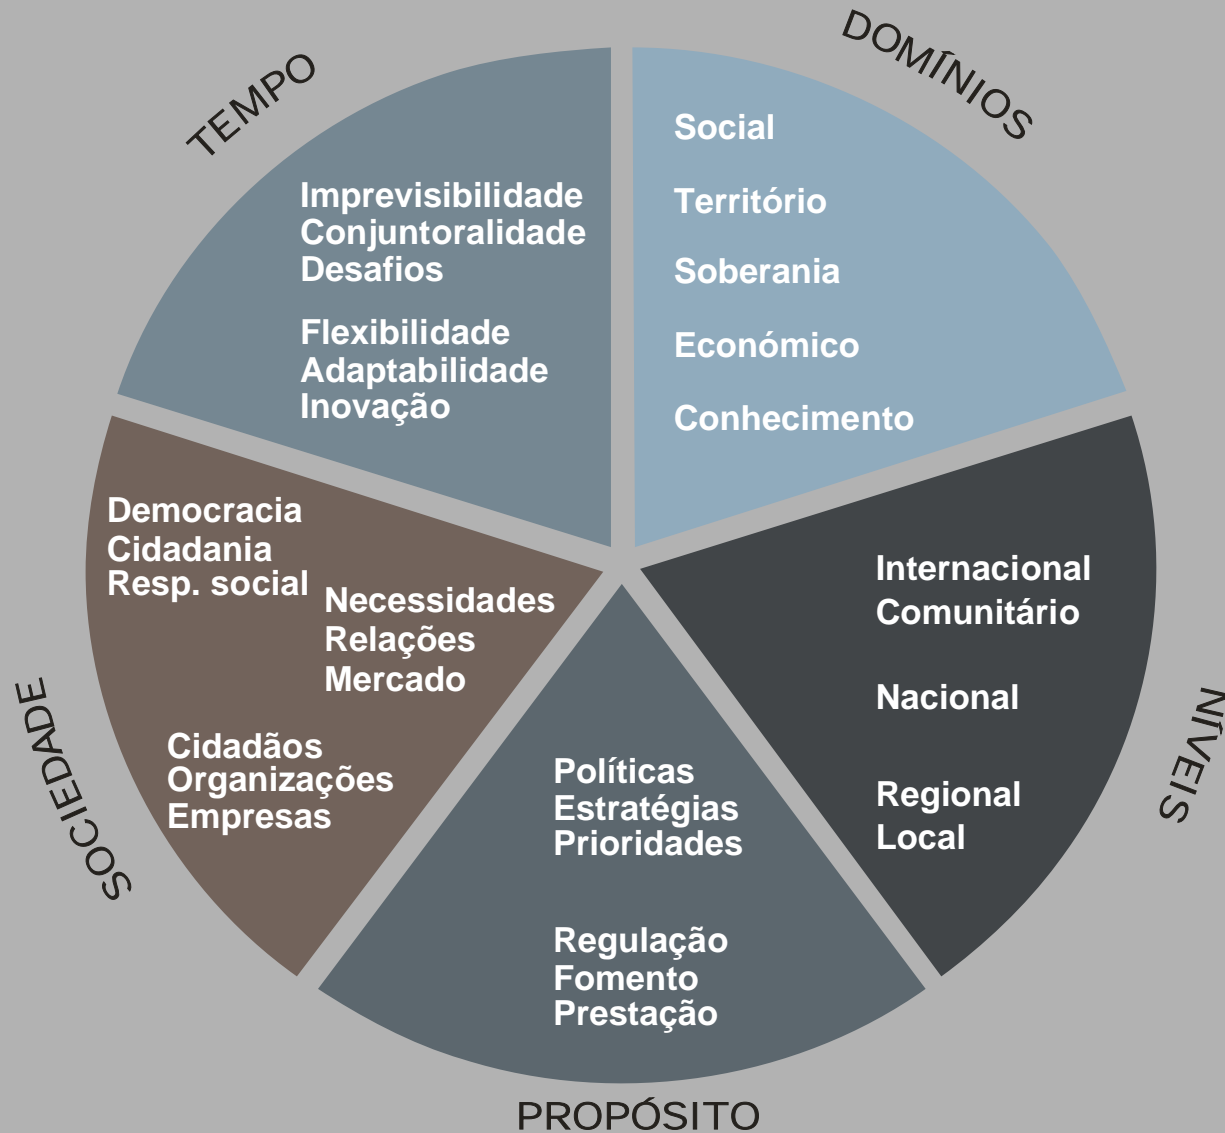 TEMPO
Imprevisibilidade
Conjuntoralidade
Desafios
Flexibilidade
Adaptabilidade
Inovação
DOMÍNIOS
Social
Território
Soberania
Económico
Conhecimento
NÍVEIS
Internacional
Comunitário
Nacional
Regional
Local
SOCIEDADE
Democracia
Cidadania
Resp. social
Necessidades
Relações
Mercado
Cidadãos
Organizações
Empresas
Políticas
Estratégias
Prioridades
Regulação
Fomento
Prestação
PROPÓSITO